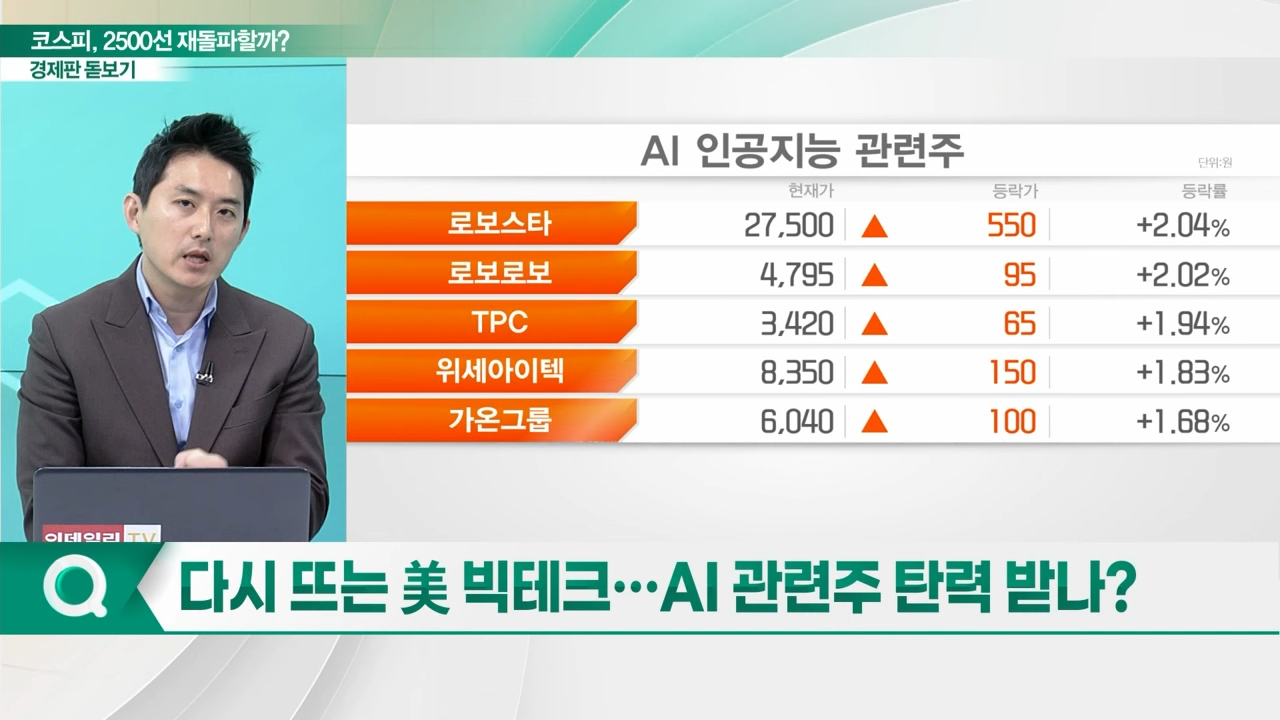 코스피, 2500선 재돌파할까?
경제판 돋보기
AI 인공지능 관련주
단위:원
현재가 등락가 등락률
로보스타 27,500 ▲ 550 +2.04%
로보로보 4,795 ▲ 95 +2.02%
TPC 3,420 ▲ 65 +1.94%
위세아이텍 8,350 ▲ 150 +1.83%
가온그룹 6,040 ▲ 100 +1.68%
이데일리 TV
다시 뜨는 美 빅테크…AI 관련주 탄력 받나?